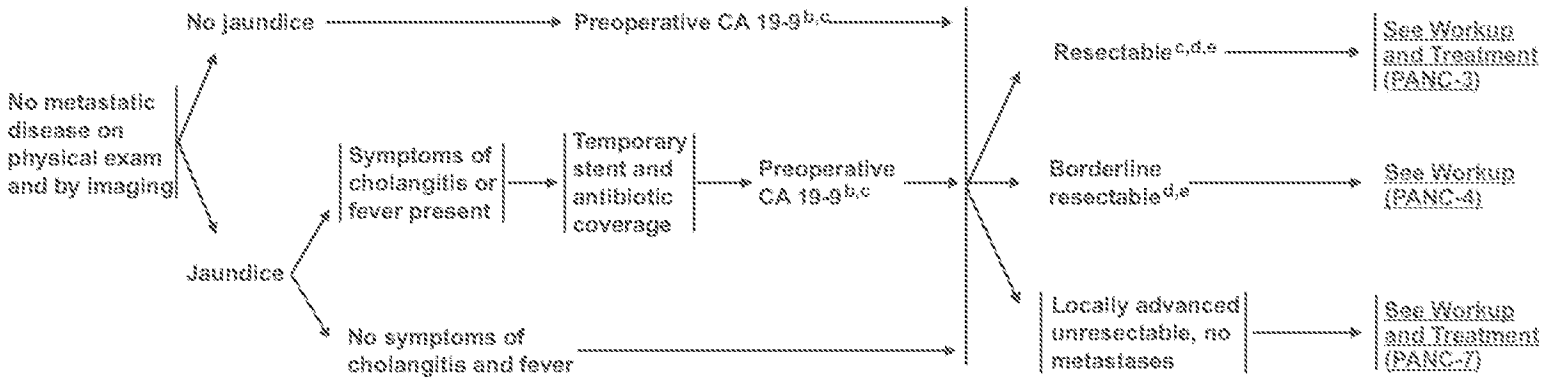 No jaundice
Preoperative CA 19-9b,c
Resectablec,d,e
See Workup
and Treatment
(PANC-3)
No metastatic
disease on
physical exam
and by imaging
Symptoms of
cholangitis or
fever present
Temporary
stent and
antibiotic
coverage
Preoperative
CA 19-9b,c
Borderline
resectabled,e
See Workup
(PANC-4)
Jaundice
No symptoms of
cholangitis and fever
Locally advanced
unresectable, no
metastases
See Workup
and Treatment
(PANC-7)